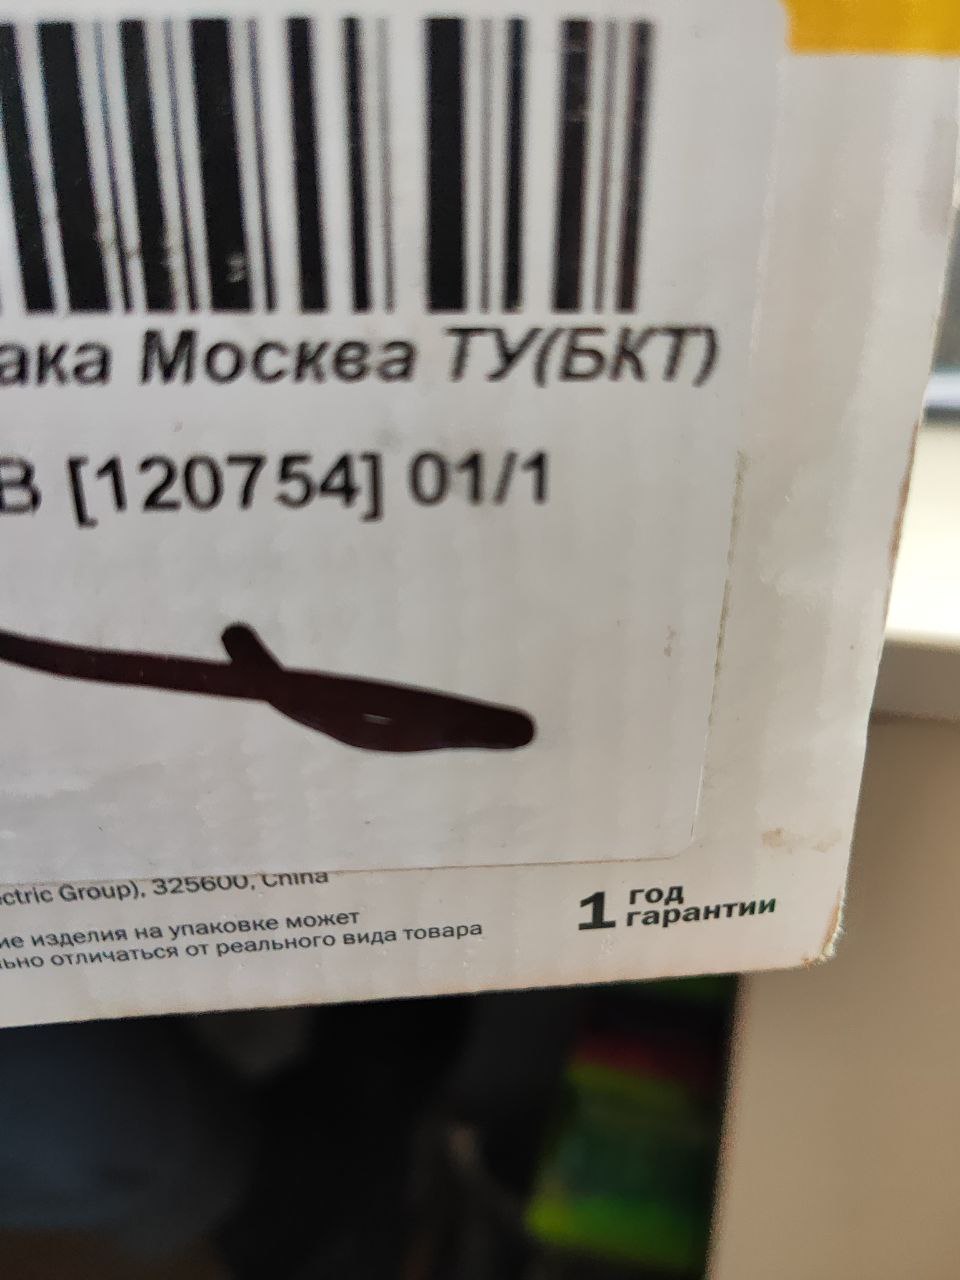 ака Москва ТУ(БКТ)
В [120754] 01/1
ctric Group), 325600, China
1 год
гарантии
ие изделия на упаковке может
ьно отличаться от реального вида товара